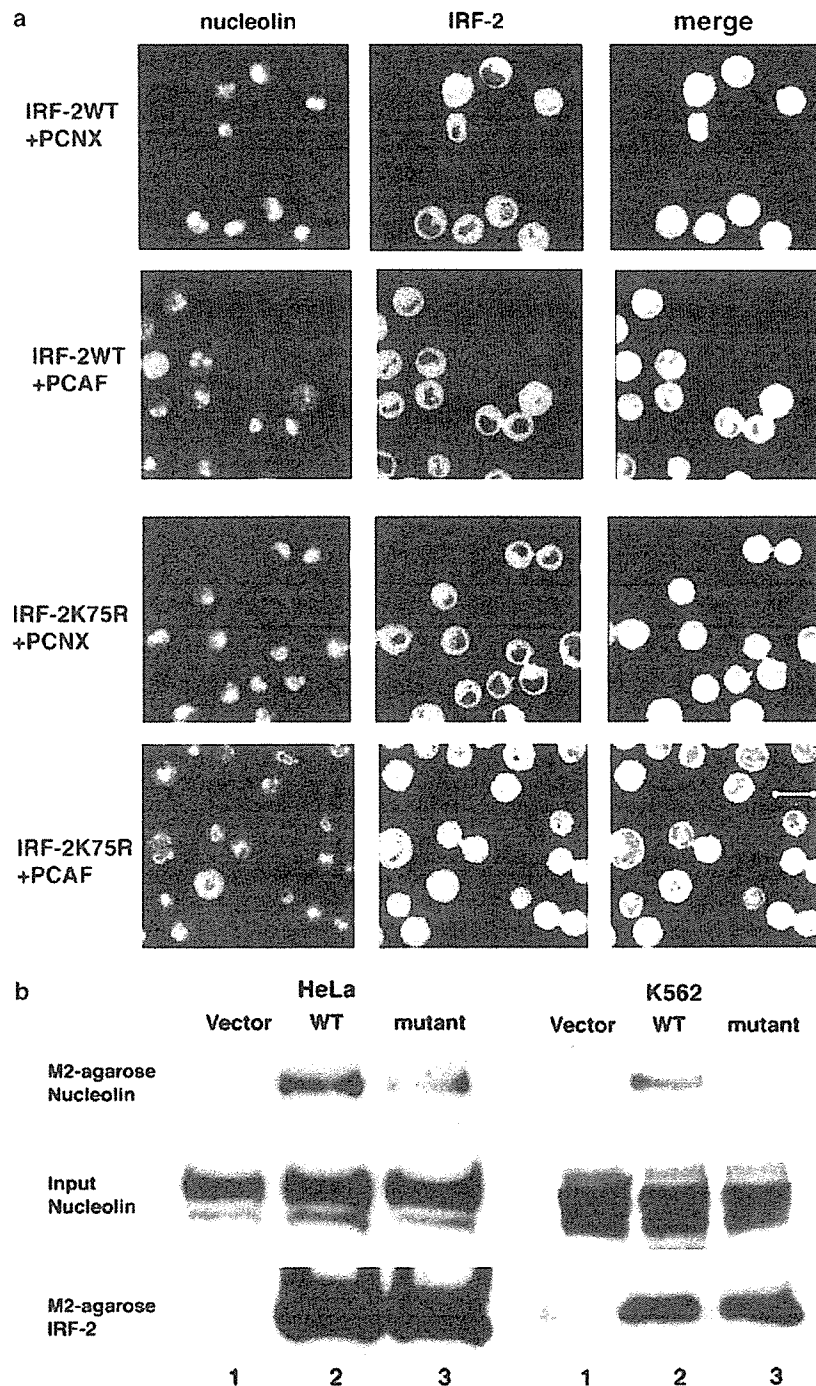 a
nucleolin IRF-2 merge
IRF-2WT
+PCNX
IRF-2WT
+PCAF
IRF-2K75R
+PCNX
IRF-2K75R
+PCAF
b
HeLa K562
Vector WT mutant Vector WT mutant
M2-agarose
Nucleolin
Input
Nucleolin
M2-agarose
IRF-2
1 2 3 1 2 3